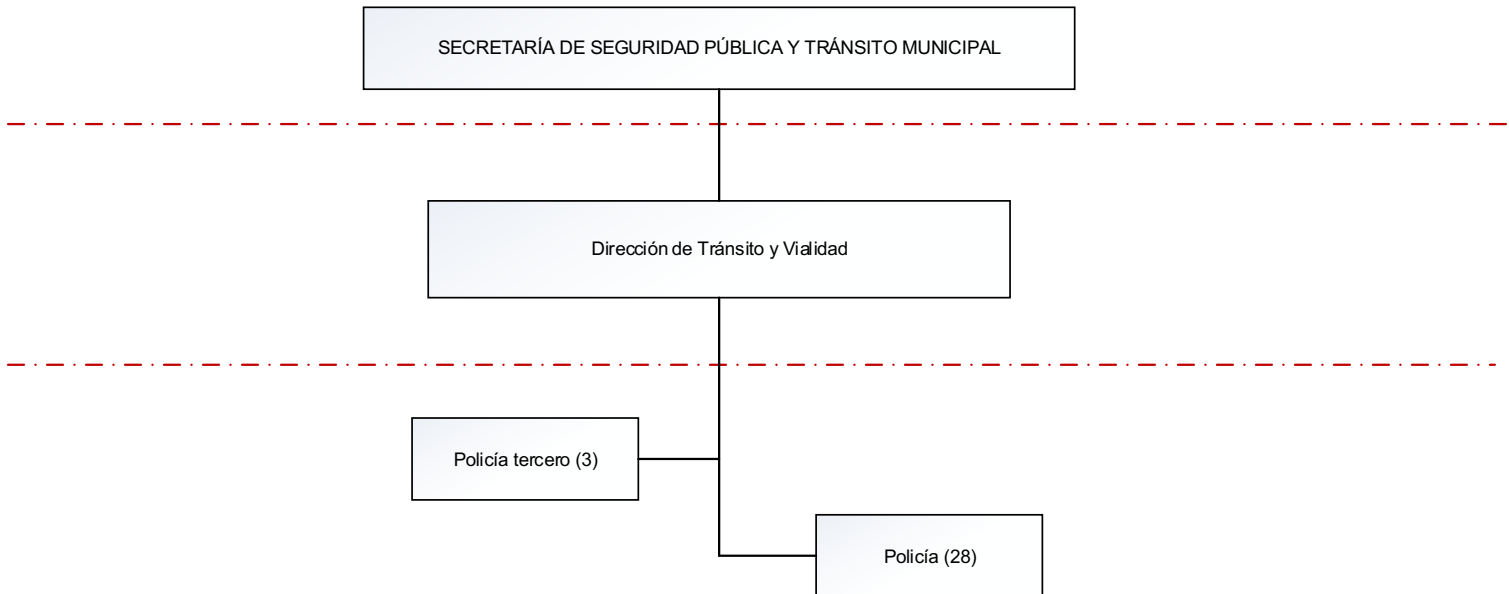 SECRETARÍA DE SEGURIDAD PÚBLICA Y TRÁNSITO MUNICIPAL
Dirección de Tránsito y Vialidad
Policía tercero (3)
Policía (28)